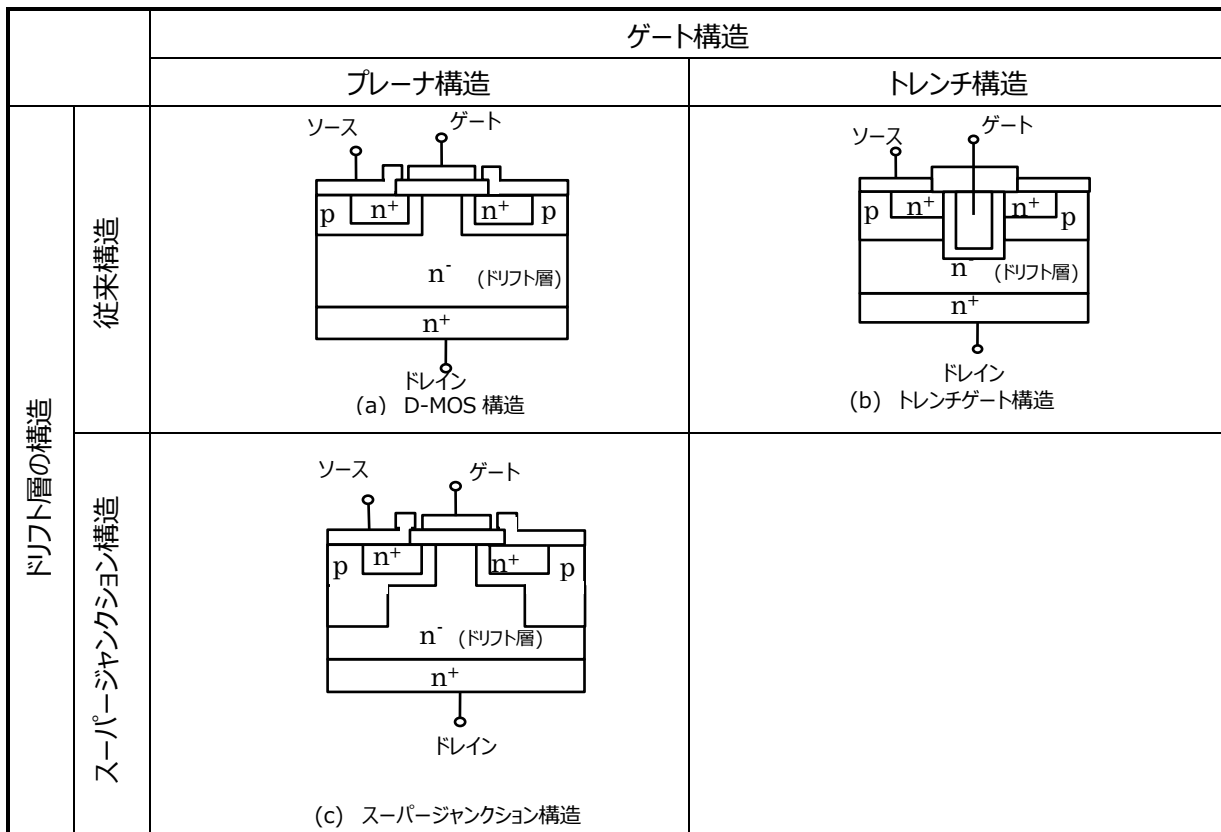 ゲート構造
プレーナ構造
トレンチ構造
ドリフト層の構造
従来構造
ソース
ゲート
p
n+
n+
p
n- (ドリフト層)
n+
ドレイン
(a) D-MOS 構造
ソース
ゲート
p
n+
n+
p
n- (ドリフト層)
n+
ドレイン
(b) トレンチゲート構造
スーパージャンクション構造
ソース
ゲート
p
n+
n+
p
n- (ドリフト層)
n+
ドレイン
(c) スーパージャンクション構造